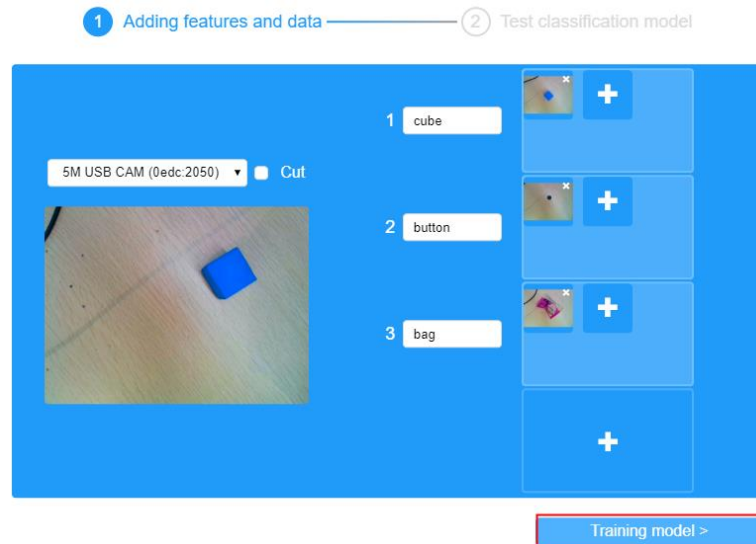 1 Adding features and data
2 Test classification model
5M USB CAM (0edc:2050)
Cut
1 cube
2 button
3 bag
Training model >